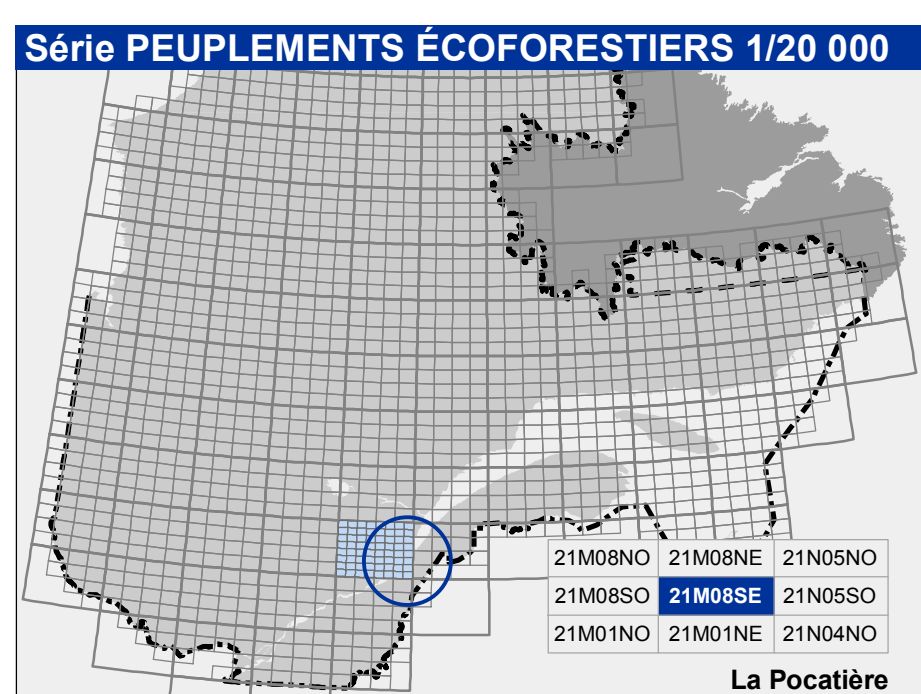 Série PEUPLEMENTS ÉCOFORESTIERS 1/20 000
21M08NO 21M08NE 21N05NO
21M08SO 21M08SE 21N05SO
21M01NO 21M01NE 21N04NO
La Pocatière